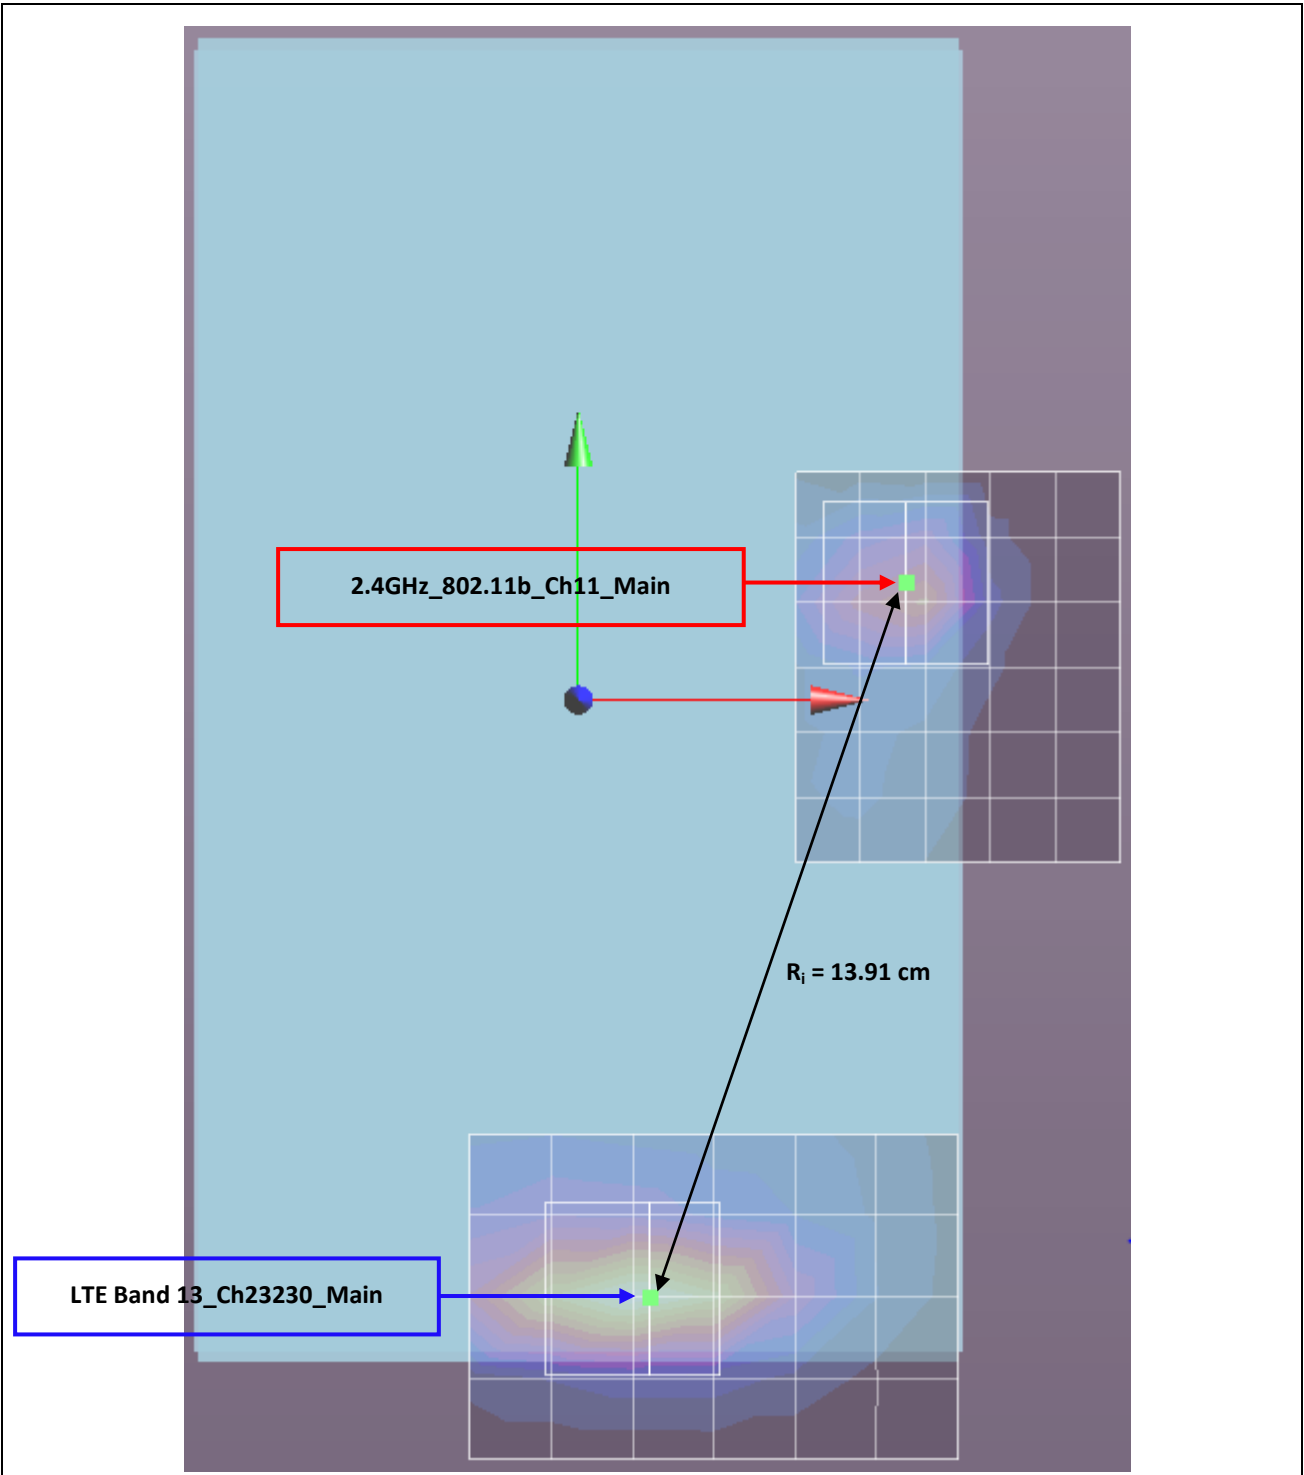 2.4GHz_802.11b_Ch11_Main
Ri = 13.91 cm
LTE Band 13_Ch23230_Main